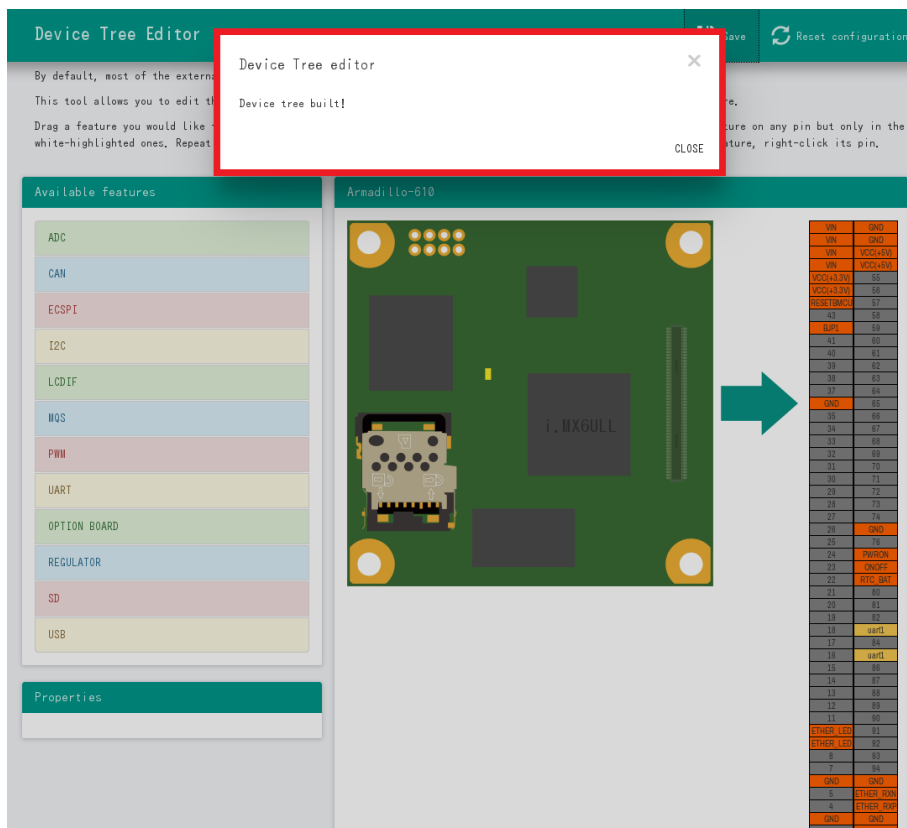 Device Tree Editor
Save
Reset configuration
By default, most of the externa
This tool allows you to edit th
re.
Drag a feature you would like
ture on any pin but only in the
white-highlighted ones. Repeat
ature, right-click its pin.
Device Tree editor
×
Device tree built!
CLOSE
Available features
ADC
CAN
ECSPI
I2C
LCDIF
MQS
PWM
UART
OPTION BOARD
REGULATOR
SD
USB
Properties
Armadillo-610
i.MX6ULL
VIN GND
VIN GND
VIN VCC(+5V)
VIN VCC(+5V)
VCC(+3.3V) 55
VCC(+3.3V) 56
RESETBMCU 57
43 58
BJP1 59
41 60
40 61
39 62
38 63
37 64
GND 65
35 66
34 67
33 68
32 69
31 70
30 71
29 72
28 73
27 74
26 GND
25 76
24 PWRON
23 ONOFF
22 RTC_BAT
21 80
20 81
19 82
18 uart1
17 84
16 uart1
15 86
14 87
13 88
12 89
11 90
ETHER_LED 91
ETHER_LED 92
8 93
7 94
GND GND
5 ETHER_RXN
4 ETHER_RXP
GND GND